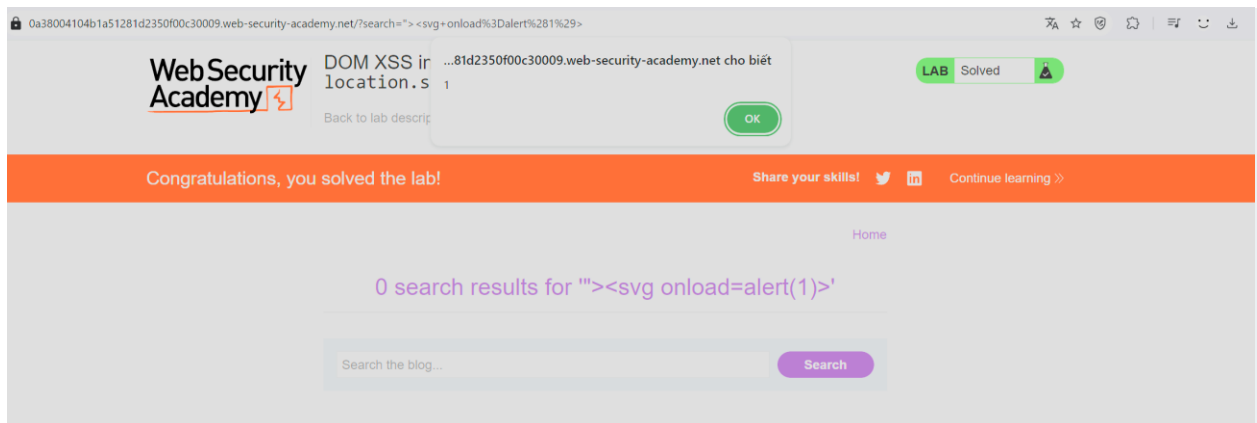 0a38004104b1a51281d2350f00c30009.web-security-academy.net/?search="><svg+onload%3Dalert%281%29>
Web Security
Academy
DOM XSS in
location.s
Back to lab descrip
...81d2350f00c30009.web-security-academy.net cho biết
1
OK
LAB Solved
Congratulations, you solved the lab!
Share your skills!
in
Continue learning »
Home
0 search results for '"><svg onload=alert(1)>'
Search the blog...
Search